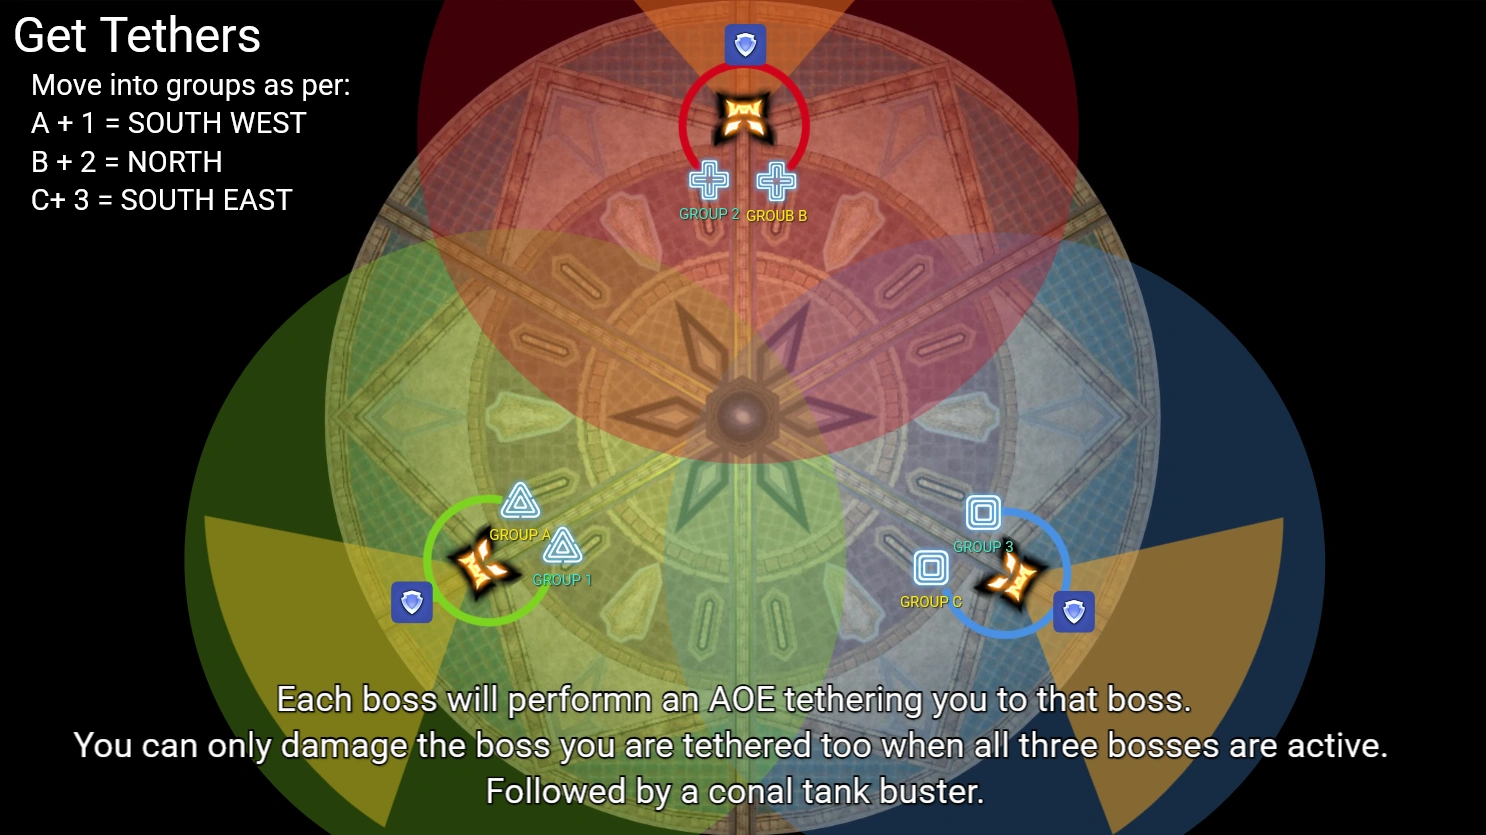 Get Tethers
Move into groups as per:
A + 1 = SOUTH WEST
B + 2 = NORTH
C+ 3 = SOUTH EAST
GROUP 2
GROUB B
GROUP A
GROUP 1
GROUP 3
GROUP C
Each boss will performn an AOE tethering you to that boss.
You can only damage the boss you are tethered too when all three bosses are active.
Followed by a conal tank buster.